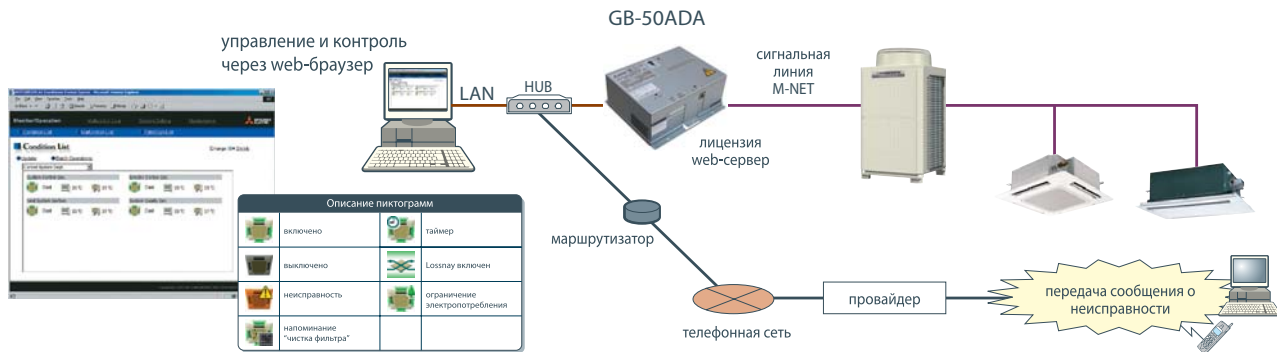 GB-50ADA
управление и контроль
через web-браузер
LAN
HUB
сигнальная
линия
M-NET
лицензия
web-сервер
Condition List
Описание пиктограмм
включено
таймер
выключено
Lossnay включен
неисправность
ограничение
электропотребления
напоминание
"чистка фильтра"
маршрутизатор
телефонная сеть
провайдер
передача сообщения о
неисправности